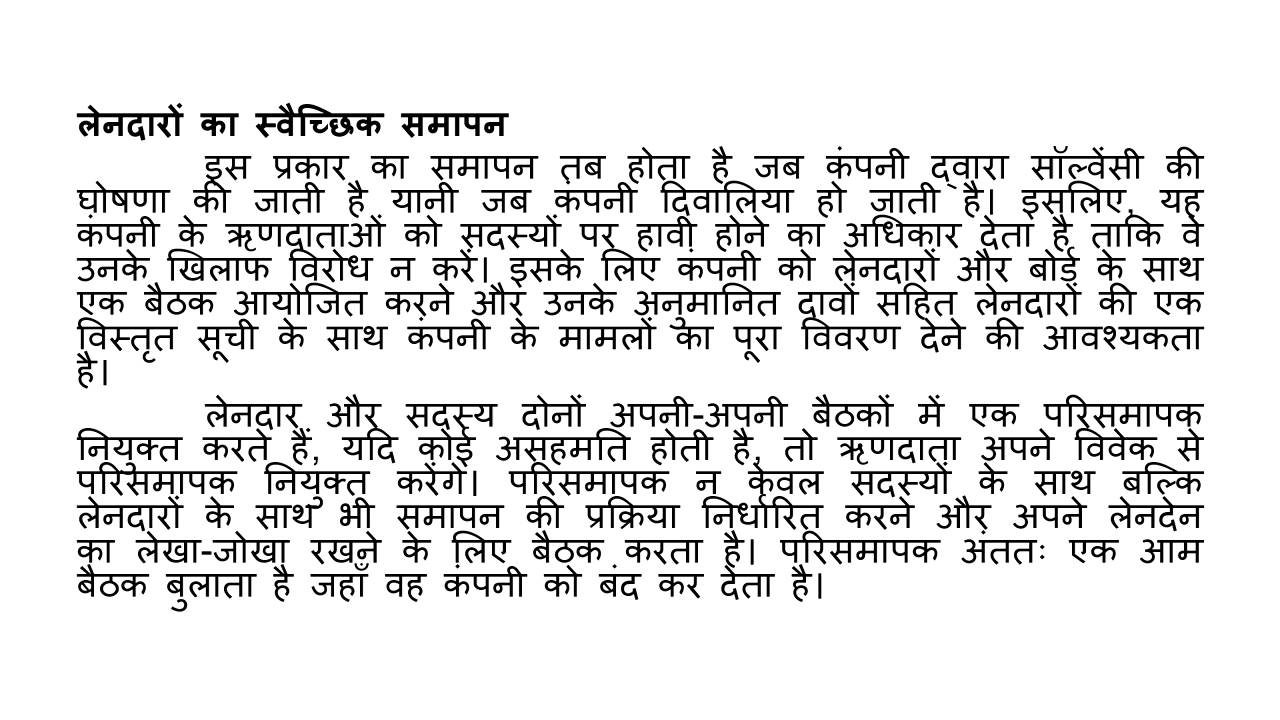 लेनदारों का स्वैच्छिक समापन
इस प्रकार का समापन तब होता है जब कंपनी द्वारा सॉल्वेंसी की
घोषणा की जाती है यानी जब कंपनी दिवालिया हो जाती है। इसलिए, यह
कंपनी के ऋणदाताओं को सदस्यों पर हावी होने का अधिकार देता है ताकि वे
उनके खिलाफ विरोध न करें। इसके लिए कंपनी को लेनदारों और बोर्ड के साथ
एक बैठक आयोजित करने और उनके अनुमानित दावों सहित लेनदारों की एक
विस्तृत सूची के साथ कंपनी के मामलों का पूरा विवरण देने की आवश्यकता
है।
लेनदार और सदस्य दोनों अपनी-अपनी बैठकों में एक परिसमापक
नियुक्त करते हैं, यदि कोई असहमति होती है, तो ऋणदाता अपने विवेक से
परिसमापक नियुक्त करेंगे। परिसमापक न केवल सदस्यों के साथ बल्कि
लेनदारों के साथ भी समापन की प्रक्रिया निर्धारित करने और अपने लेनदेन
का लेखा-जोखा रखने के लिए बैठक करता है। परिसमापक अंततः एक आम
बैठक बुलाता है जहाँ वह कंपनी को बंद कर देता है।